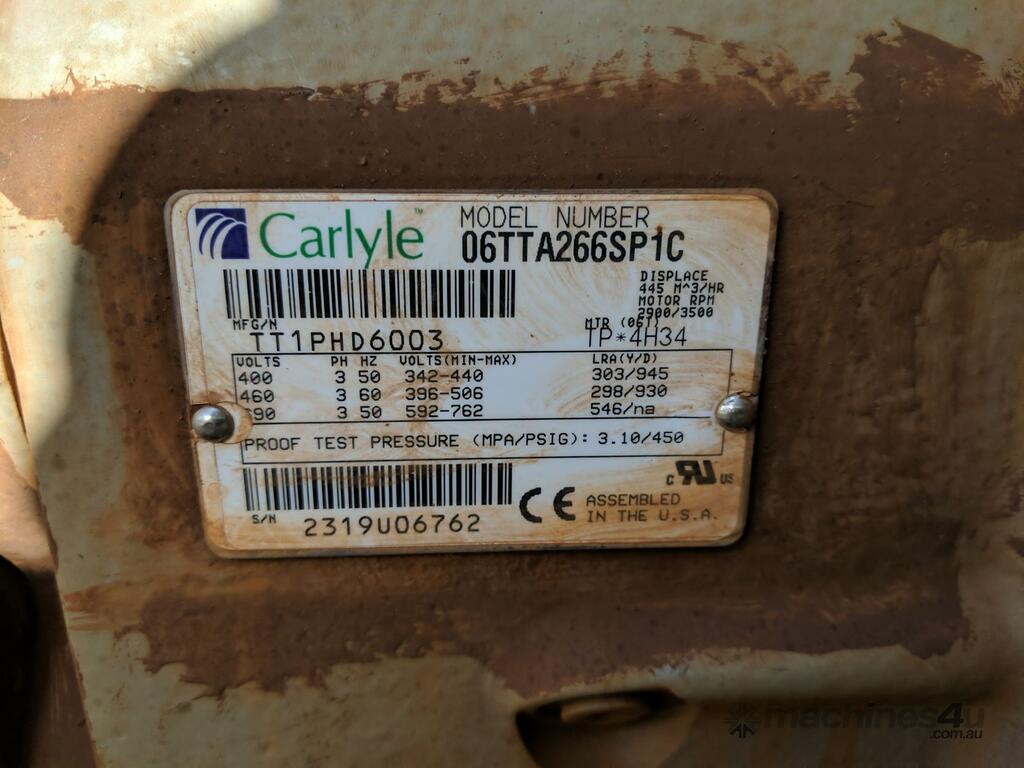 Carlyle™
MODEL NUMBER
06TTA266SP1C
DISPLACE
445 M^3/HR
MOTOR RPM
2900/3500
MFG/N
TT1PHD6003
MTR (06T)
TP*4H34
VOLTS PH HZ VOLTS(MIN-MAX) LRA(Y/D)
400 3 50 342-440 303/945
460 3 60 396-506 298/930
3 50 592-762 546/na
PROOF TEST PRESSURE (MPA/PSIG): 3.10/450
S/N
2319U06762
CE
ASSEMBLED
IN THE U.S.A.
C RU US
machines4u
.com.au